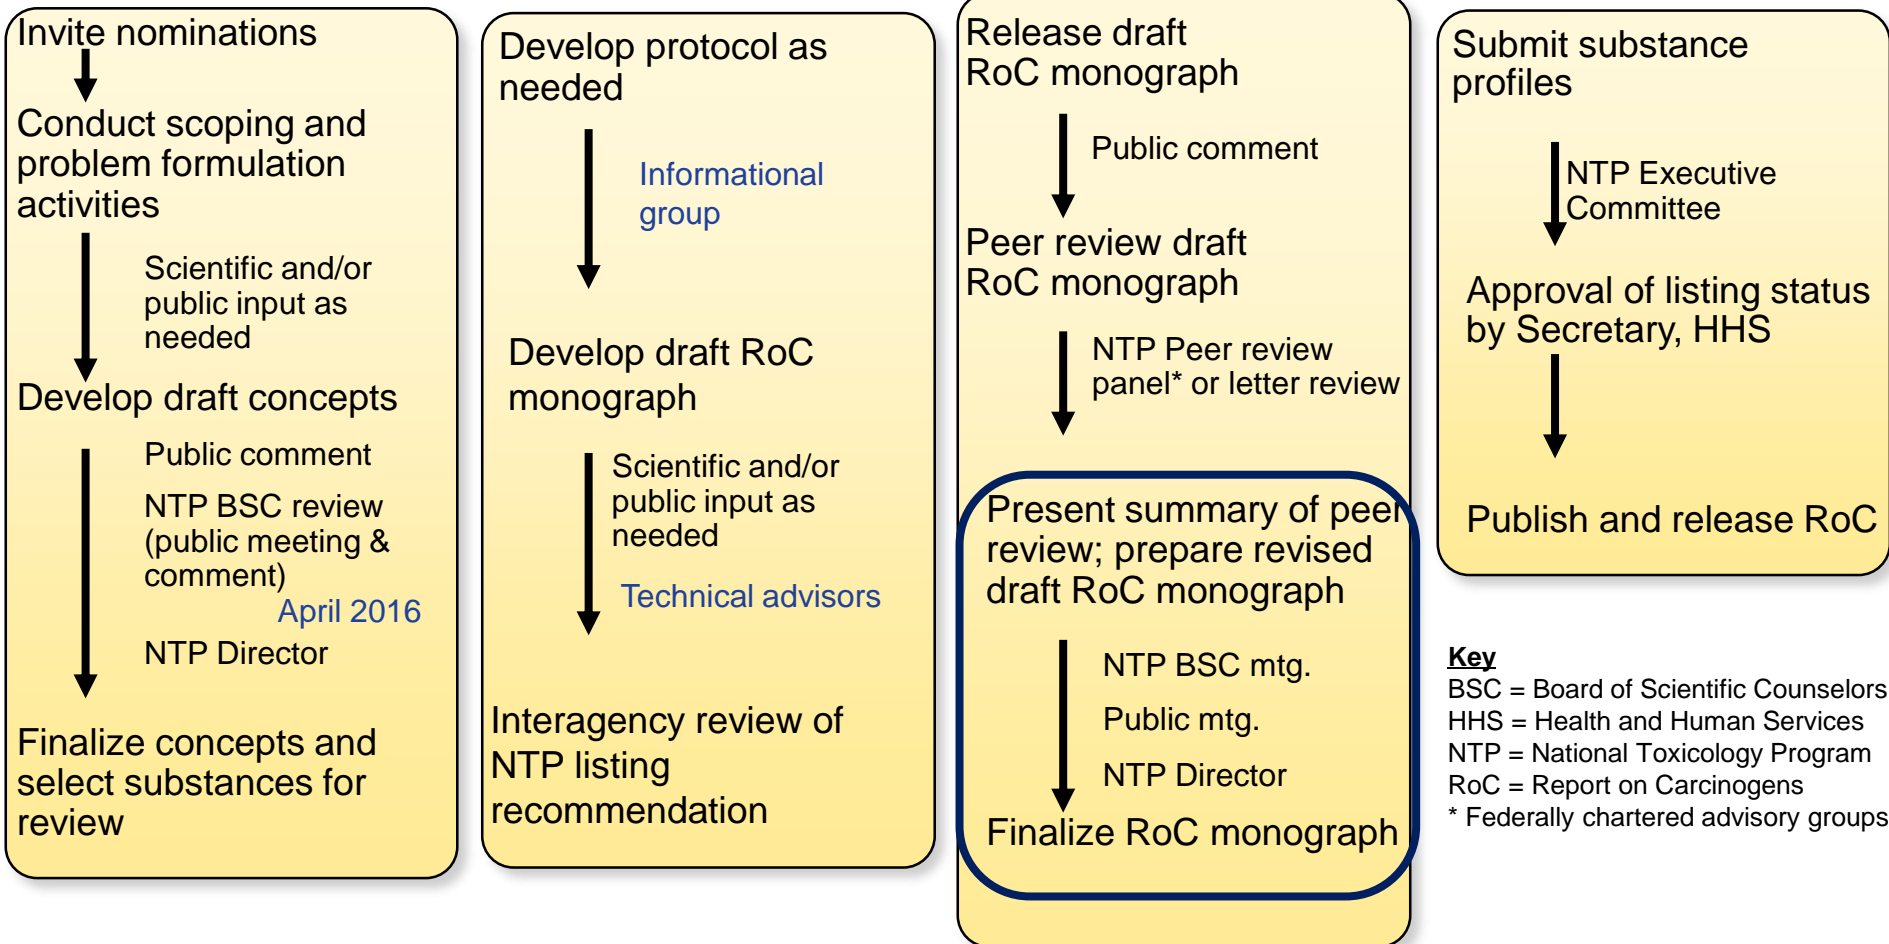 Invite nominations
Conduct scoping and
problem formulation
activities
Scientific and/or
public input as
needed
Develop draft concepts
Public comment
NTP BSC review
(public meeting &
comment)
April 2016
NTP Director
Finalize concepts and
select substances for
review
Develop protocol as
needed
Informational
group
Develop draft RoC
monograph
Scientific and/or
public input as
needed
Technical advisors
Interagency review of
NTP listing
recommendation
Release draft
RoC monograph
Public comment
Peer review draft
RoC monograph
NTP Peer review
panel* or letter review
Present summary of peer
review; prepare revised
draft RoC monograph
NTP BSC mtg.
Public mtg.
NTP Director
Finalize RoC monograph
Submit substance
profiles
NTP Executive
Committee
Approval of listing status
by Secretary, HHS
Publish and release RoC
Key
BSC = Board of Scientific Counselors
HHS = Health and Human Services
NTP = National Toxicology Program
RoC = Report on Carcinogens
* Federally chartered advisory groups